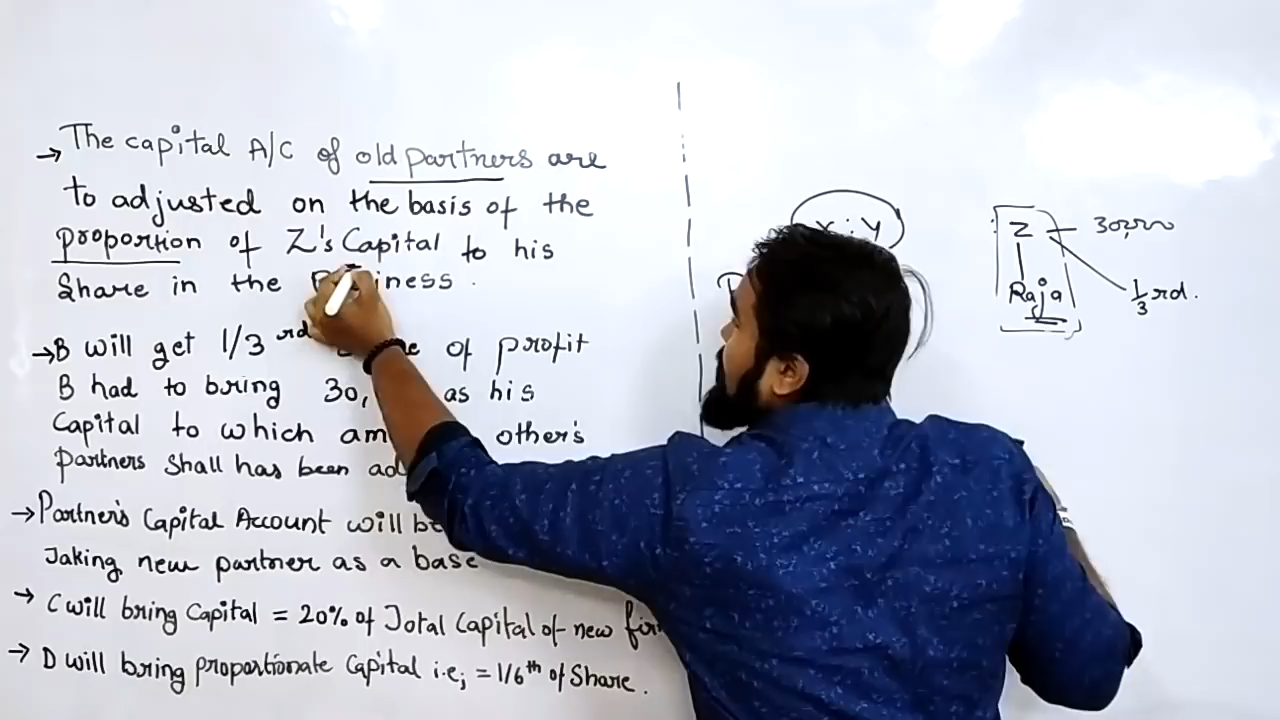 → The capital A/C of old partners are
to adjusted on the basis of the
proportion of Z's Capital to his
Share in the
→ B will get 1/3 rd of profit
B had to bring 30, as his
Capital to which other's
partners Shall has been
→ Partner's Capital Account will
Taking new partner as a base
→ C will bring Capital = 20% of Total Capital of new
→ D will bring proportionate Capital i.e; = 1/6th of Share.
X : Y
Z
Raja
1/3 rd.